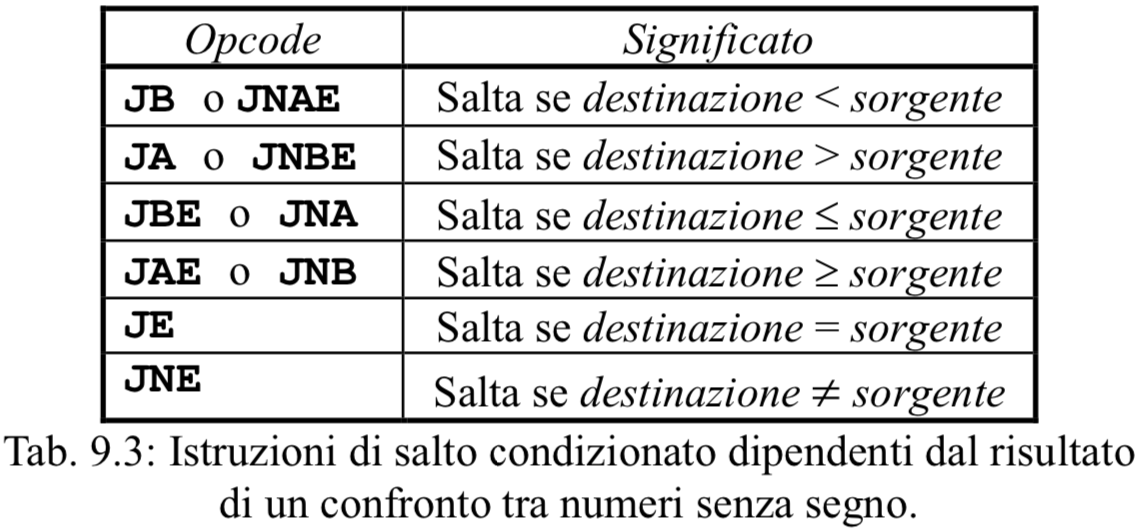 Opcode Significato
JB o JNAE Salta se destinazione < sorgente
JA o JNBE Salta se destinazione > sorgente
JBE o JNA Salta se destinazione ≤ sorgente
JAE o JNB Salta se destinazione ≥ sorgente
JE Salta se destinazione = sorgente
JNE Salta se destinazione ≠ sorgente
Tab. 9.3: Istruzioni di salto condizionato dipendenti dal risultato
di un confronto tra numeri senza segno.